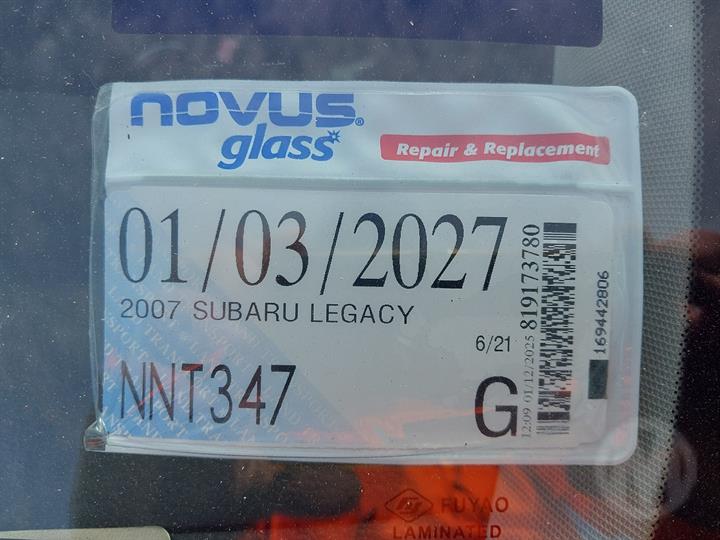 novus®
glass
Repair & Replacement
01/03/2027
2007 SUBARU LEGACY
6/21
NNT347
G
12:09 01/12/2025 819173780
169442806
FUYAO
LAMINATED